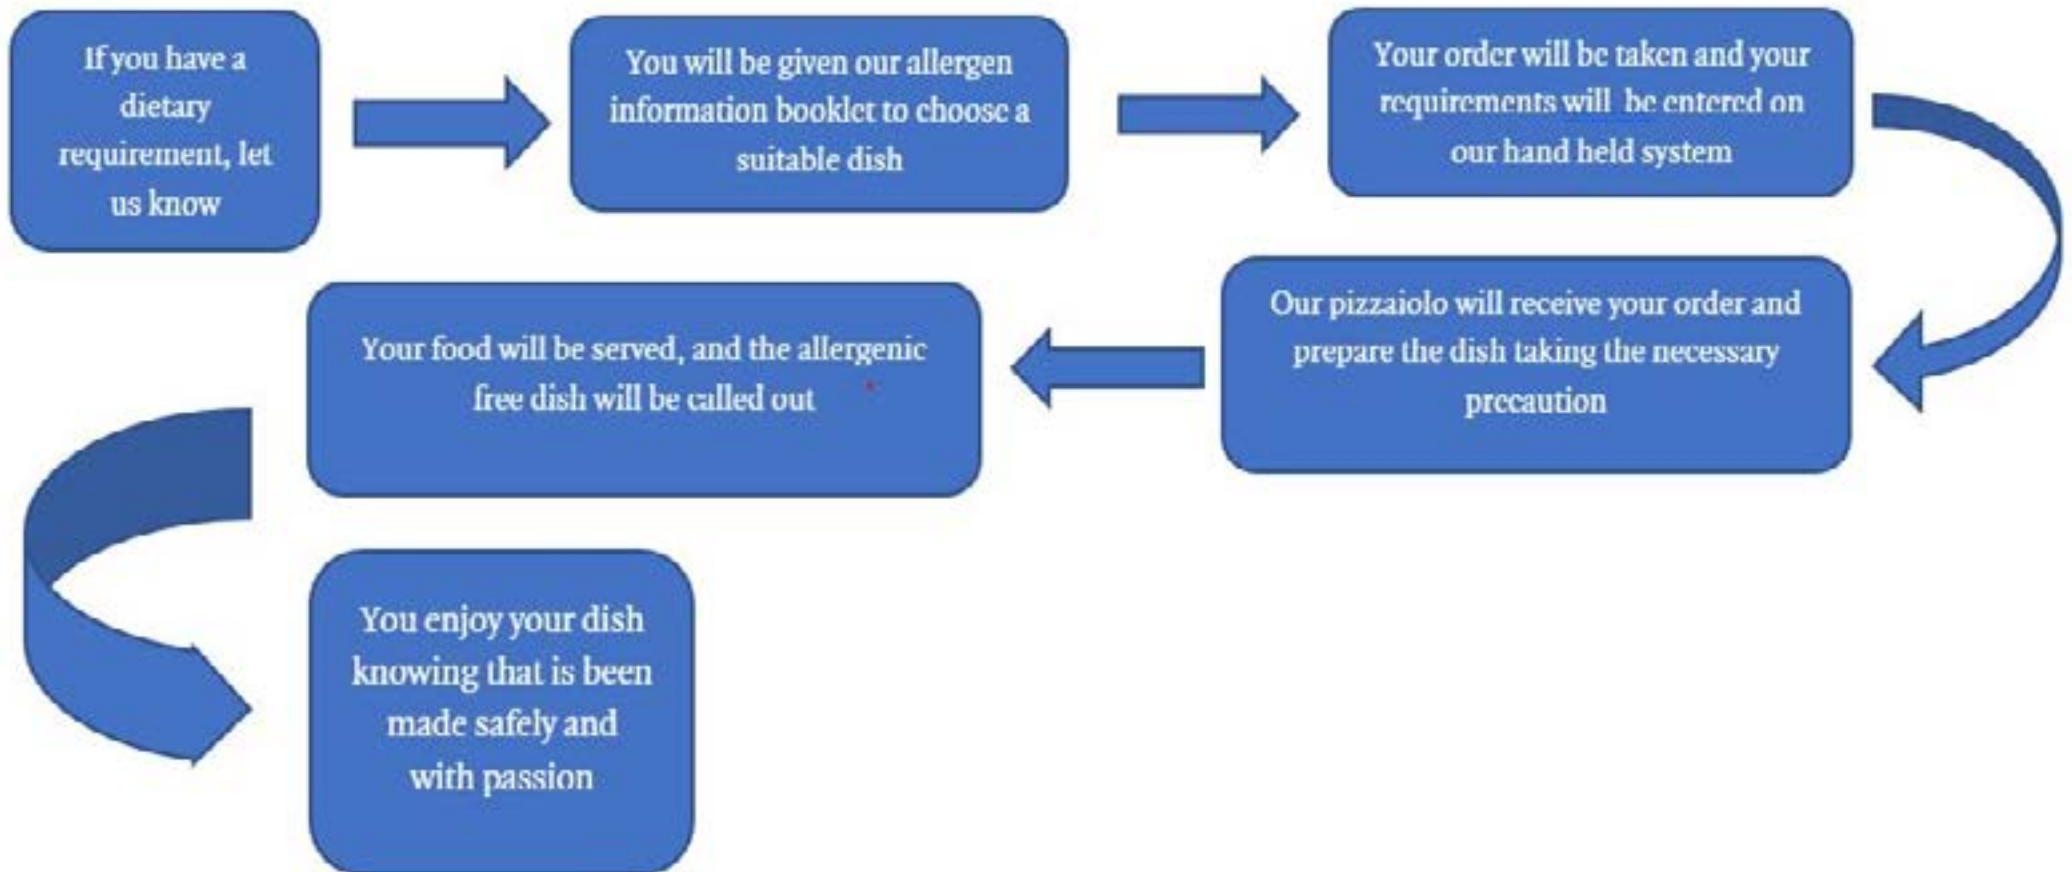 If you have a
dietary
requirement, let
us know
You will be given our allergen
information booklet to choose a
suitable dish
Your order will be taken and your
requirements will be entered on
our hand held system
Our pizzaiolo will receive your order and
prepare the dish taking the necessary
precaution
Your food will be served, and the allergenic
free dish will be called out
You enjoy your dish
knowing that is been
made safely and
with passion